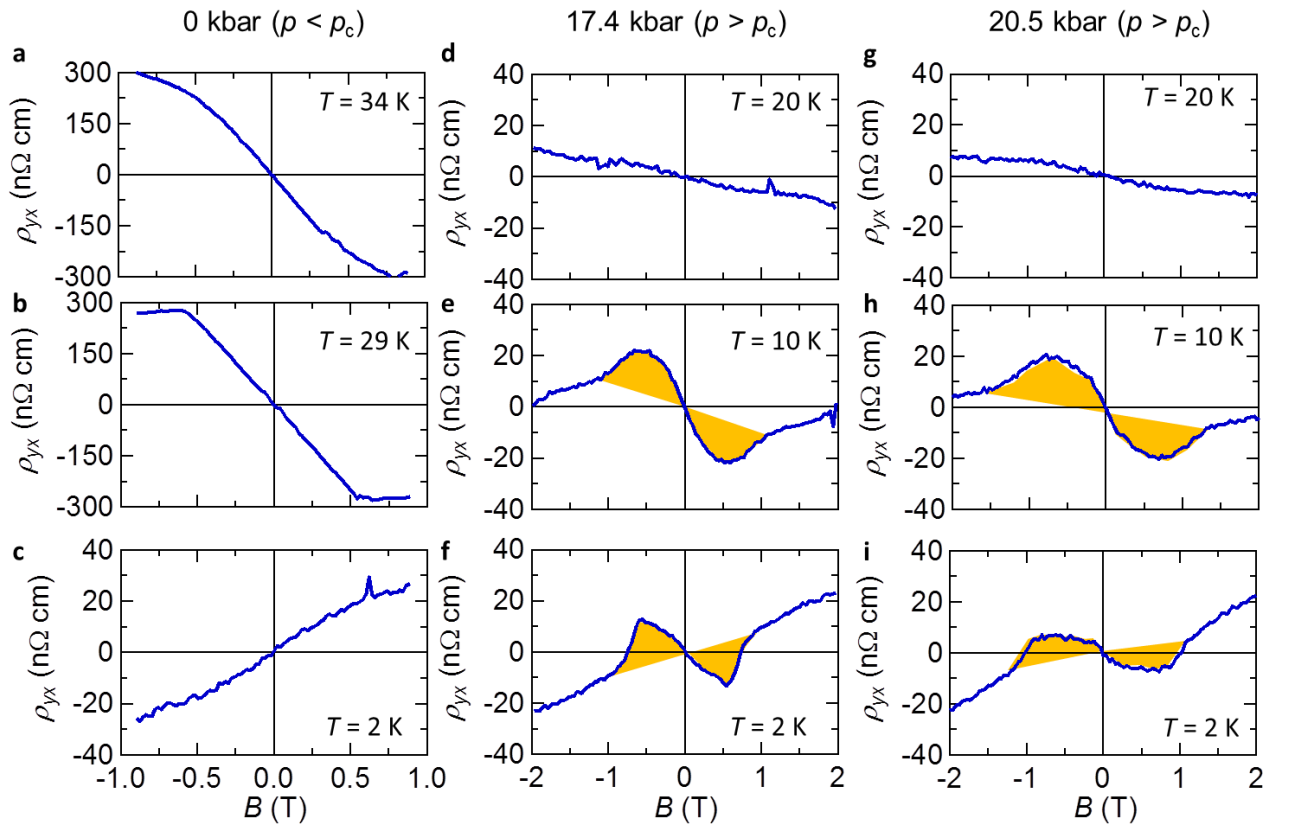 0 kbar (p < pc)
17.4 kbar (p > pc)
20.5 kbar (p > pc)
a
300
150
0
-150
-300
ρyx (nΩ cm)
T = 34 K
d
40
20
0
-20
-40
ρyx (nΩ cm)
T = 20 K
g
40
20
0
-20
-40
ρyx (nΩ cm)
T = 20 K
b
300
150
0
-150
-300
ρyx (nΩ cm)
T = 29 K
e
40
20
0
-20
-40
ρyx (nΩ cm)
T = 10 K
h
40
20
0
-20
-40
ρyx (nΩ cm)
T = 10 K
c
40
20
0
-20
-40
ρyx (nΩ cm)
T = 2 K
-1.0 -0.5 0.0 0.5 1.0
B (T)
f
40
20
0
-20
-40
ρyx (nΩ cm)
T = 2 K
-2 -1 0 1 2
B (T)
i
40
20
0
-20
-40
ρyx (nΩ cm)
T = 2 K
-2 -1 0 1 2
B (T)